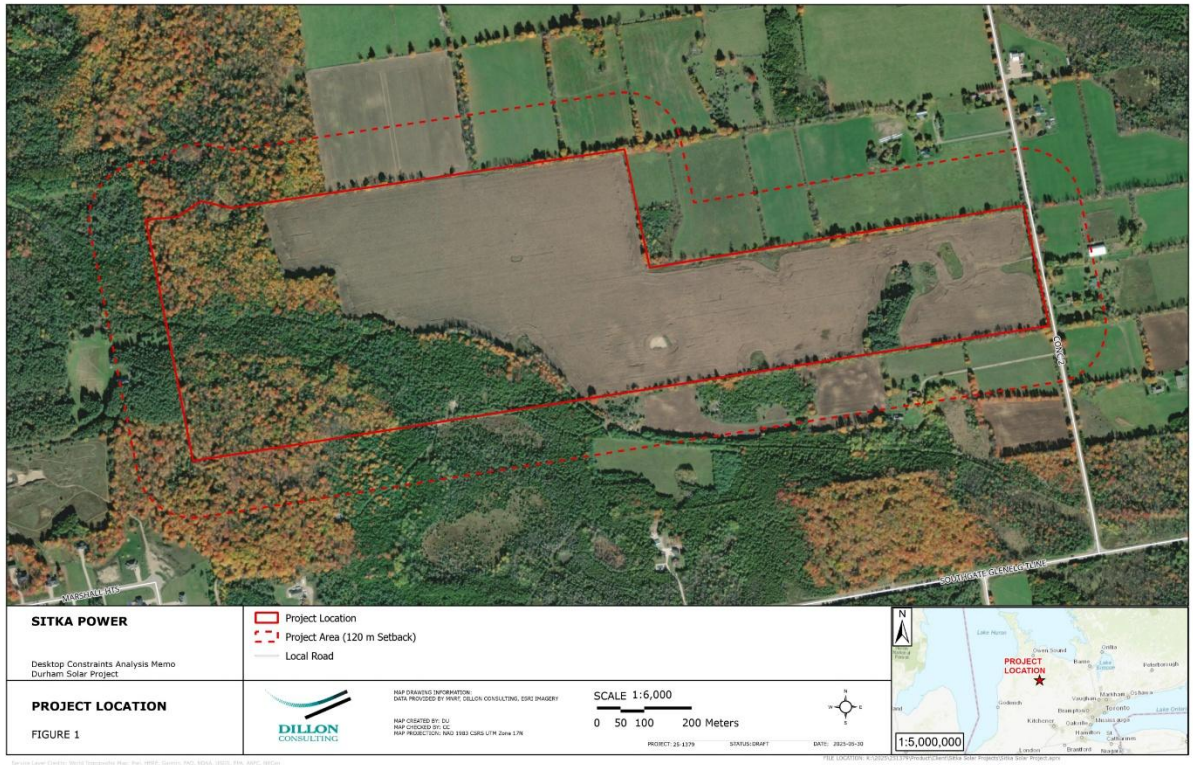 CONC 2
MARSHALL HTS
SOUTHGATE GLENELG TLINE
SITKA POWER
Desktop Constraints Analysis Memo
Durham Solar Project
PROJECT LOCATION
FIGURE 1
Project Location
Project Area (120 m Setback)
Local Road
DILLON
CONSULTING
MAP DRAWING INFORMATION:
DATA PROVIDED BY MNRF, DILLON CONSULTING, ESRI IMAGERY
MAP CREATED BY: DU
MAP CHECKED BY: CC
MAP PROJECTION: NAD 1983 CSRS UTM Zone 17N
SCALE 1:6,000
0 50 100 200 Meters
N
W E
S
PROJECT: 25-1379 STATUS: DRAFT DATE: 2025-05-30
N
Lake Huron
Owen Sound
Orillia
Barrie
Lake
Simcoe
Peterborough
PROJECT
LOCATION
Vaughan
Markham
Oshawa
Goderich
Brampton
Toronto
Lake Ontario
Kitchener
Oakville
Mississauga
Hamilton
St.
Catharines
London
Brantford
1:5,000,000